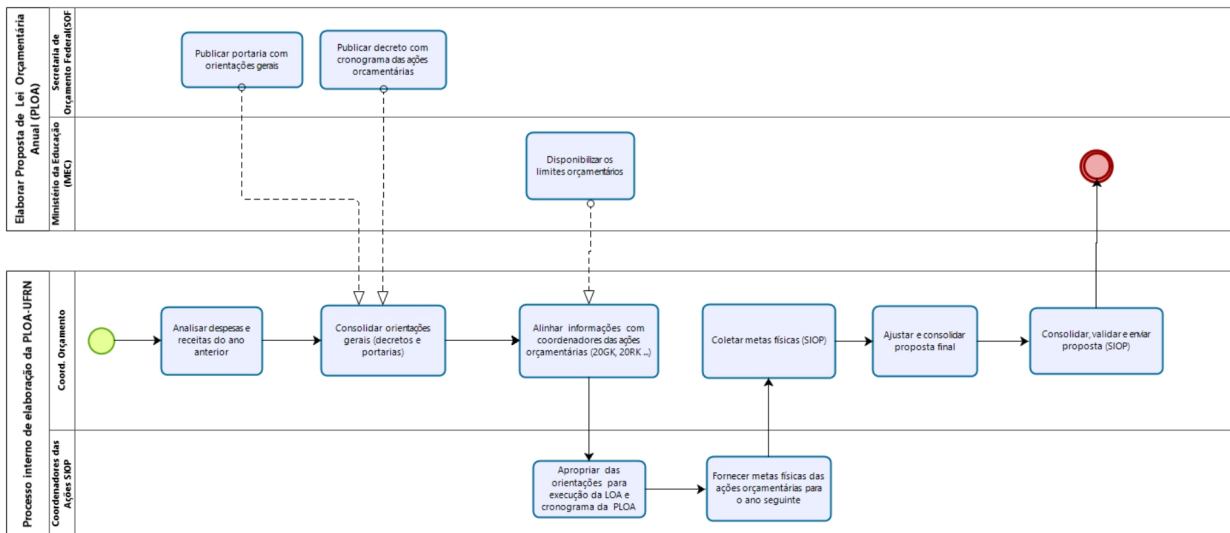 Elaborar Proposta de Lei Orçamentária
Anual (PLOA)
Secretaria de
Orçamento Federal(SOF
Publicar portaria com
orientações gerais
Publicar decreto com
cronograma das ações
orcamentárias
Ministério da Educação
(MEC)
Disponibilizar os
limites orçamentários
Processo interno de elaboração da PLOA-UFRN
Coord. Orçamento
Analisar despesas e
receitas do ano
anterior
Consolidar orientações
gerais (decretos e
portarias)
Alinhar informações com
coordenadores das ações
orçamentárias (20GK, 20RK ...)
Coletar metas físicas (SIOP)
Ajustar e consolidar
proposta final
Consolidar, validar e enviar
proposta (SIOP)
Coordenadores das
Ações SIOP
Apropriar das
orientações para
execução da LOA e
cronograma da PLOA
Fornecer metas físicas das
ações orçamentárias para
o ano seguinte